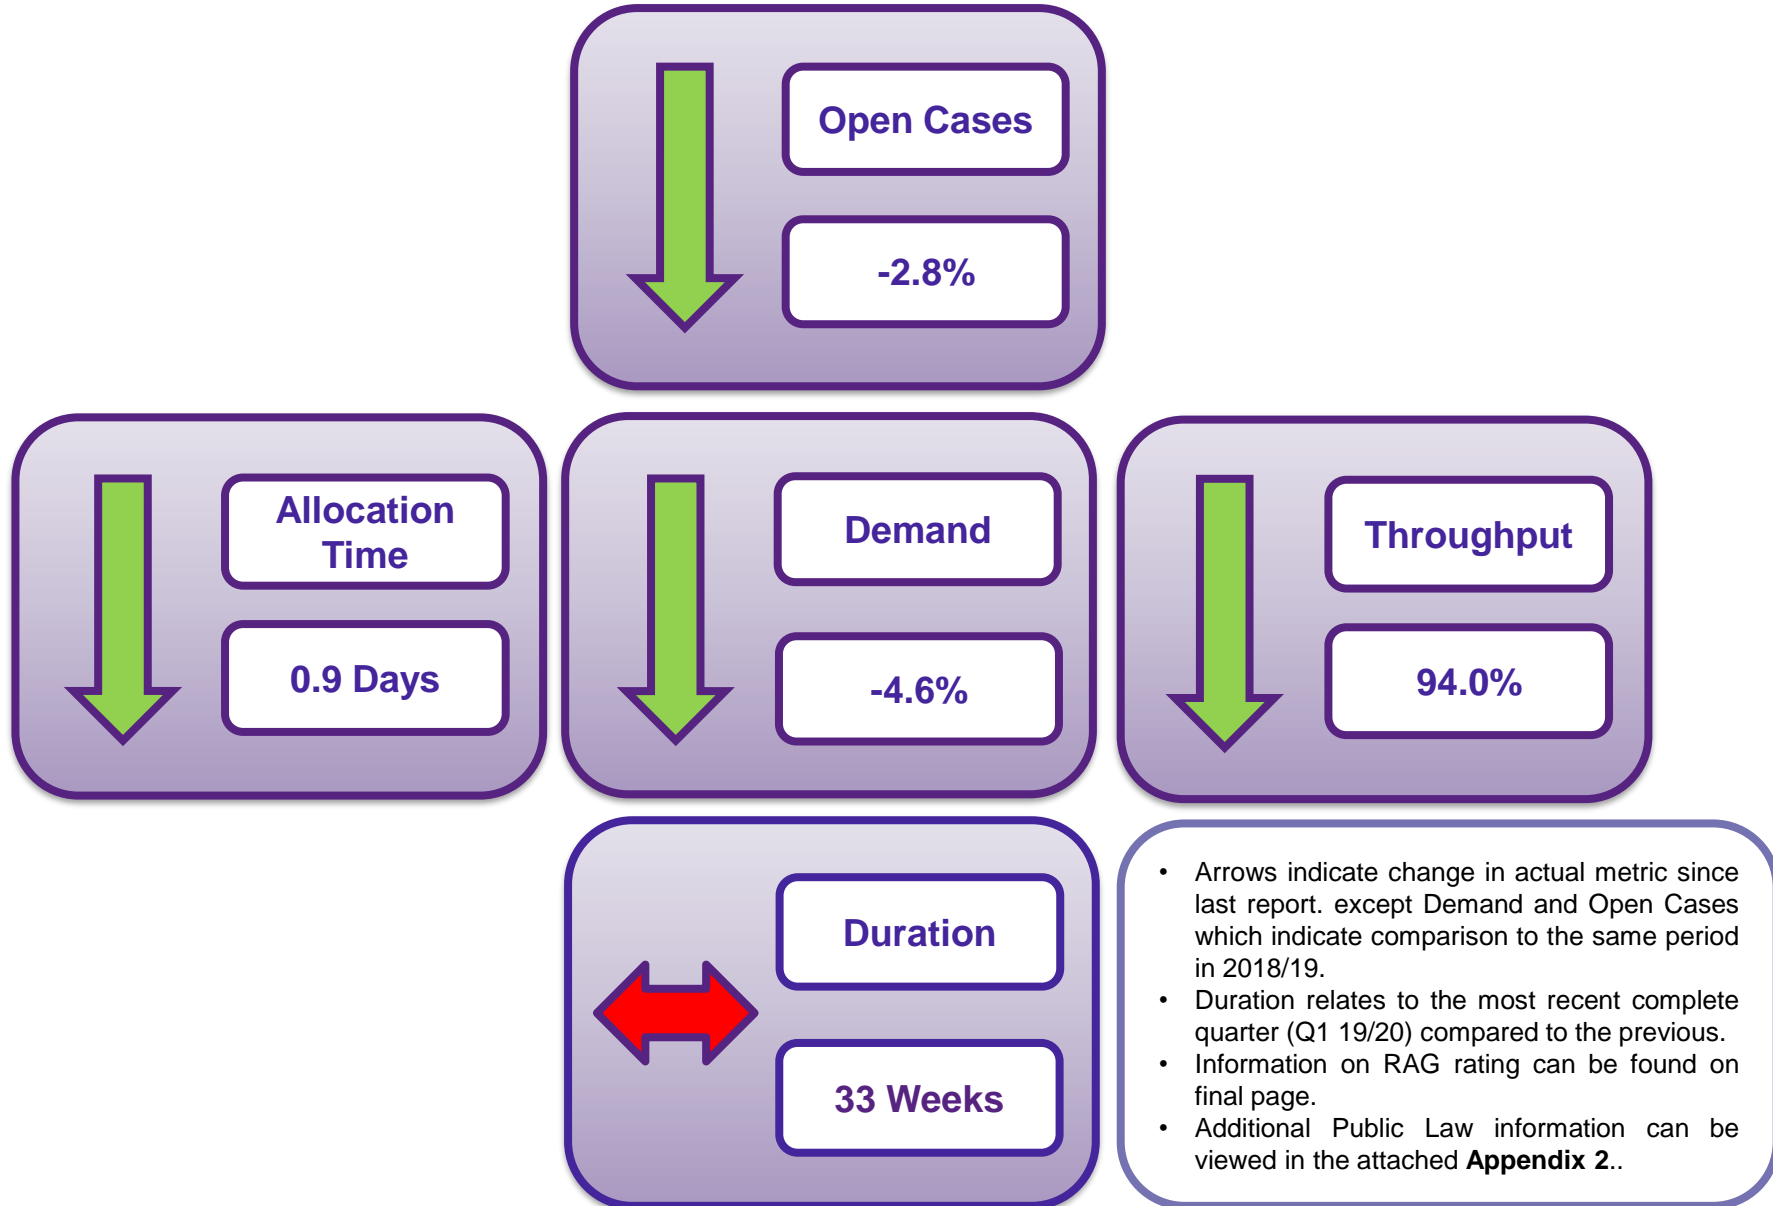 Open Cases
-2.8%
Allocation
Time
0.9 Days
Demand
-4.6%
Throughput
94.0%
Duration
33 Weeks
• Arrows indicate change in actual metric since
last report. except Demand and Open Cases
which indicate comparison to the same period
in 2018/19.
• Duration relates to the most recent complete
quarter (Q1 19/20) compared to the previous.
• Information on RAG rating can be found on
final page.
• Additional Public Law information can be
viewed in the attached Appendix 2..